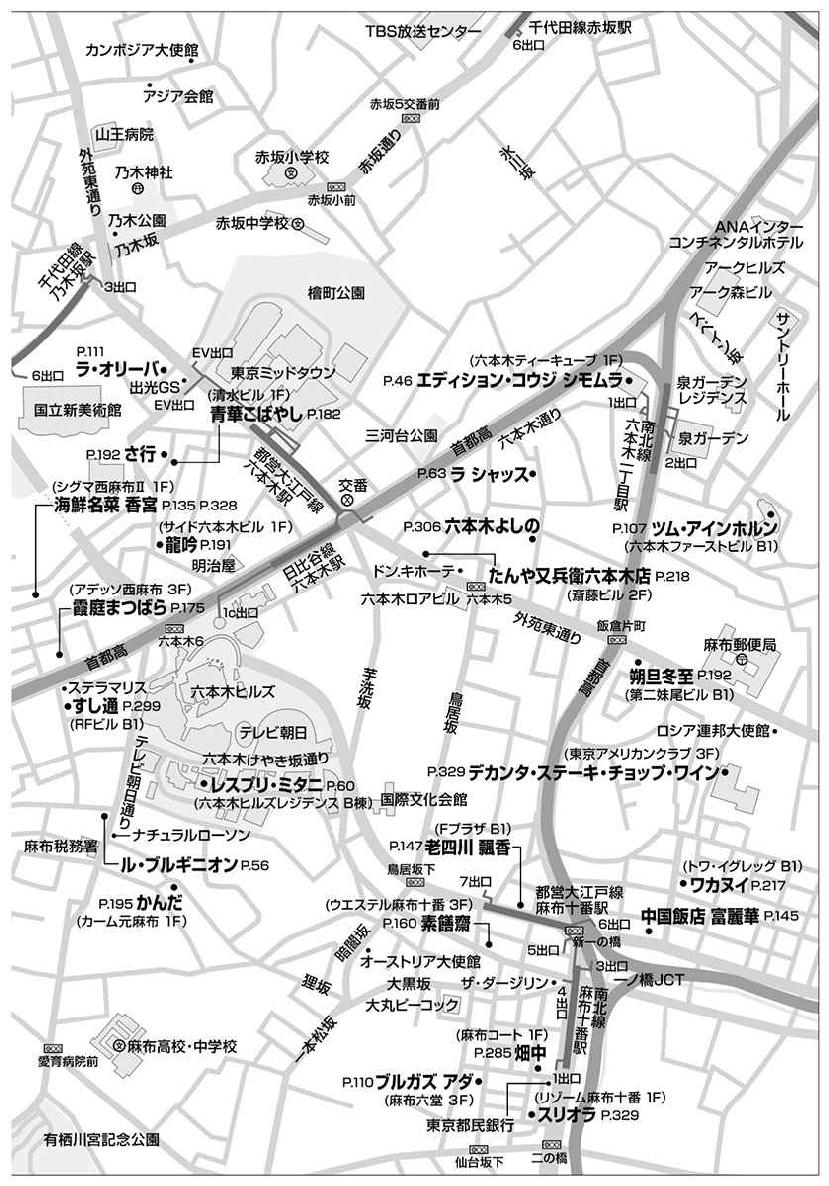 TBS放送センター
千代田線赤坂駅
6出口
カンボジア大使館
アジア会館
赤坂5交番前
山王病院
赤坂通り
氷川坂
外苑東通り
乃木神社
赤坂小学校
赤坂小前
乃木公園
赤坂中学校
乃木坂
ANAインター
コンチネンタルホテル
千代田線
乃木坂駅
3出口
アークヒルズ
アーク森ビル
檜町公園
スペイン坂
サントリーホール
P.111
ラ・オリーバ
EV出口
6出口
出光GS
EV出口
東京ミッドタウン
(六本木ティーキューブ 1F)
P.46 エディション・コウジ シモムラ
泉ガーデン
レジデンス
国立新美術館
(清水ビル 1F)
青華こばやし P.182
1出口
三河台公園
首都高
六本木通り
南北線
六本木一丁目駅
泉ガーデン
2出口
P.192 さ行
都営大江戸線
六本木駅
交番
P.63 ラ シャッス
(シグマ西麻布Ⅱ 1F)
海鮮名菜 香宮 P.135 P.328
(サイド六本木ビル 1F)
龍吟 P.191
P.306 六本木よしの
P.107 ツム・アインホルン
(六本木ファーストビル B1)
明治屋
日比谷線
六本木駅
ドン.キホーテ
たんや又兵衛六本木店 P.218
(斎藤ビル 2F)
(アデッソ西麻布 3F)
霞庭まつばら P.175
1c出口
六本木ロアビル
六本木5
外苑東通り
飯倉片町
六本木6
首都高
首都高
麻布郵便局
ステラマリス
すし通 P.299
(RFビル B1)
六本木ヒルズ
芋洗坂
鳥居坂
朔旦冬至 P.192
(第二妹尾ビル B1)
テレビ朝日
ロシア連邦大使館
テレビ朝日通り
六本木けやき坂通り
(東京アメリカンクラブ 3F)
P.329 デカンタ・ステーキ・チョップ・ワイン
レスプリ・ミタニ P.60
(六本木ヒルズレジデンス B棟)
国際文化会館
ナチュラルローソン
麻布税務署
(Fプラザ B1)
P.147 老四川 飄香
ル・ブルギニオン P.56
鳥居坂下
7出口
(トワ・イグレッグ B1)
ワカヌイ P.217
P.195 かんだ
(カーム元麻布 1F)
都営大江戸線
麻布十番駅
(ウエステル麻布十番 3F)
P.160 素饍齋
6出口
中国飯店 富麗華 P.145
新一の橋
5出口
暗闇坂
オーストリア大使館
3出口
一ノ橋JCT
狸坂
大黒坂
ザ・ダージリン
4出口
南北線
麻布十番駅
大丸ピーコック
一本松坂
麻布高校・中学校
愛育病院前
(麻布コート 1F)
P.285 畑中
P.110 ブルガズ アダ
(麻布六堂 3F)
1出口
(リゾーム麻布十番 1F)
スリオラ P.329
東京都民銀行
有栖川宮記念公園
仙台坂下
二の橋